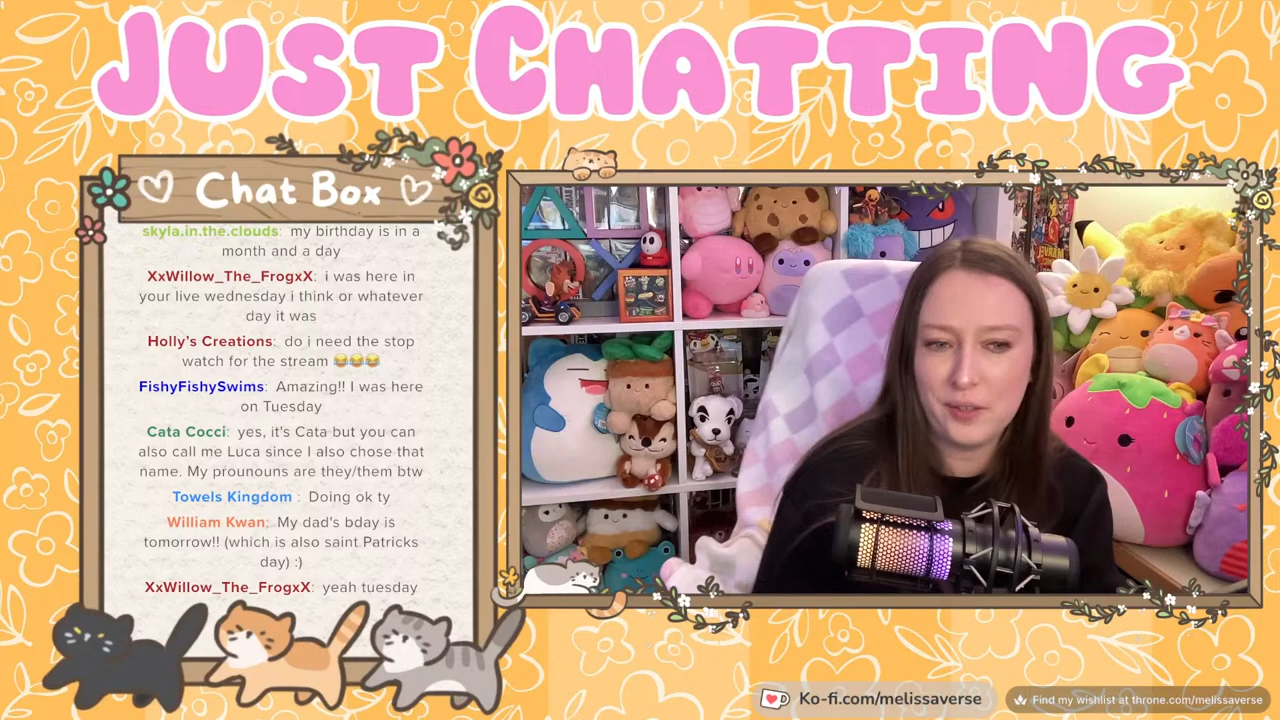 JUST CHATTING
Chat Box
skyla.in.the.clouds: my birthday is in a
month and a day
XxWillow_The_FrogxX: i was here in
your live wednesday i think or whatever
day it was
Holly's Creations: do i need the stop
watch for the stream 😂😂😂
FishyFishySwims: Amazing!! I was here
on Tuesday
Cata Cocci: yes, it's Cata but you can
also call me Luca since I also chose that
name. My prounouns are they/them btw
Towels Kingdom : Doing ok ty
William Kwan: My dad's bday is
tomorrow!! (which is also saint Patricks
day) :)
XxWillow_The_FrogxX: yeah tuesday
Ko-fi.com/melissaverse
Find my wishlist at throne.com/melissaverse